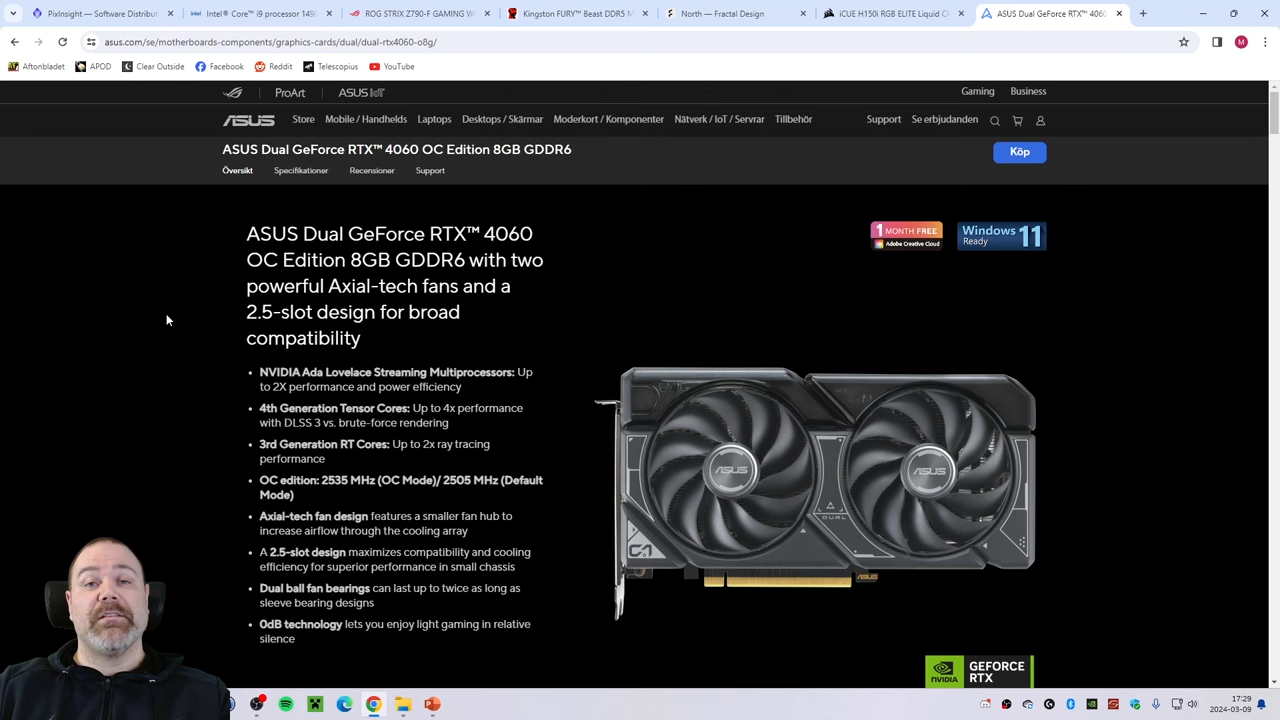 PixInsight — Software Distribut
Intel® Core™ i9 processor 1490
ROG STRIX Z790-F GAMING W
Kingston FURY™ Beast DDR5 M
North — Fractal Design
iCUE H150i RGB ELITE Liquid C
ASUS Dual GeForce RTX™ 4060
asus.com/se/motherboards-components/graphics-cards/dual/dual-rtx4060-o8g/
M
Aftonbladet
APOD
Clear Outside
Facebook
Reddit
Telescopius
YouTube
ProArt
ASUS IoT
Gaming
Business
ASUS
Store
Mobile / Handhelds
Laptops
Desktops / Skärmar
Moderkort / Komponenter
Nätverk / IoT / Servrar
Tillbehör
Support
Se erbjudanden
ASUS Dual GeForce RTX™ 4060 OC Edition 8GB GDDR6
Köp
Översikt
Specifikationer
Recensioner
Support
ASUS Dual GeForce RTX™ 4060
OC Edition 8GB GDDR6 with two
powerful Axial-tech fans and a
2.5-slot design for broad
compatibility
1 MONTH FREE
Adobe Creative Cloud
Windows 11
Ready
• NVIDIA Ada Lovelace Streaming Multiprocessors: Up
to 2X performance and power efficiency
• 4th Generation Tensor Cores: Up to 4x performance
with DLSS 3 vs. brute-force rendering
• 3rd Generation RT Cores: Up to 2x ray tracing
performance
• OC edition: 2535 MHz (OC Mode)/ 2505 MHz (Default
Mode)
• Axial-tech fan design features a smaller fan hub to
increase airflow through the cooling array
• A 2.5-slot design maximizes compatibility and cooling
efficiency for superior performance in small chassis
• Dual ball fan bearings can last up to twice as long as
sleeve bearing designs
• 0dB technology lets you enjoy light gaming in relative
silence
ASUS
ASUS
DUAL
ASUS
NVIDIA
GEFORCE
RTX
17:29
2024-03-09